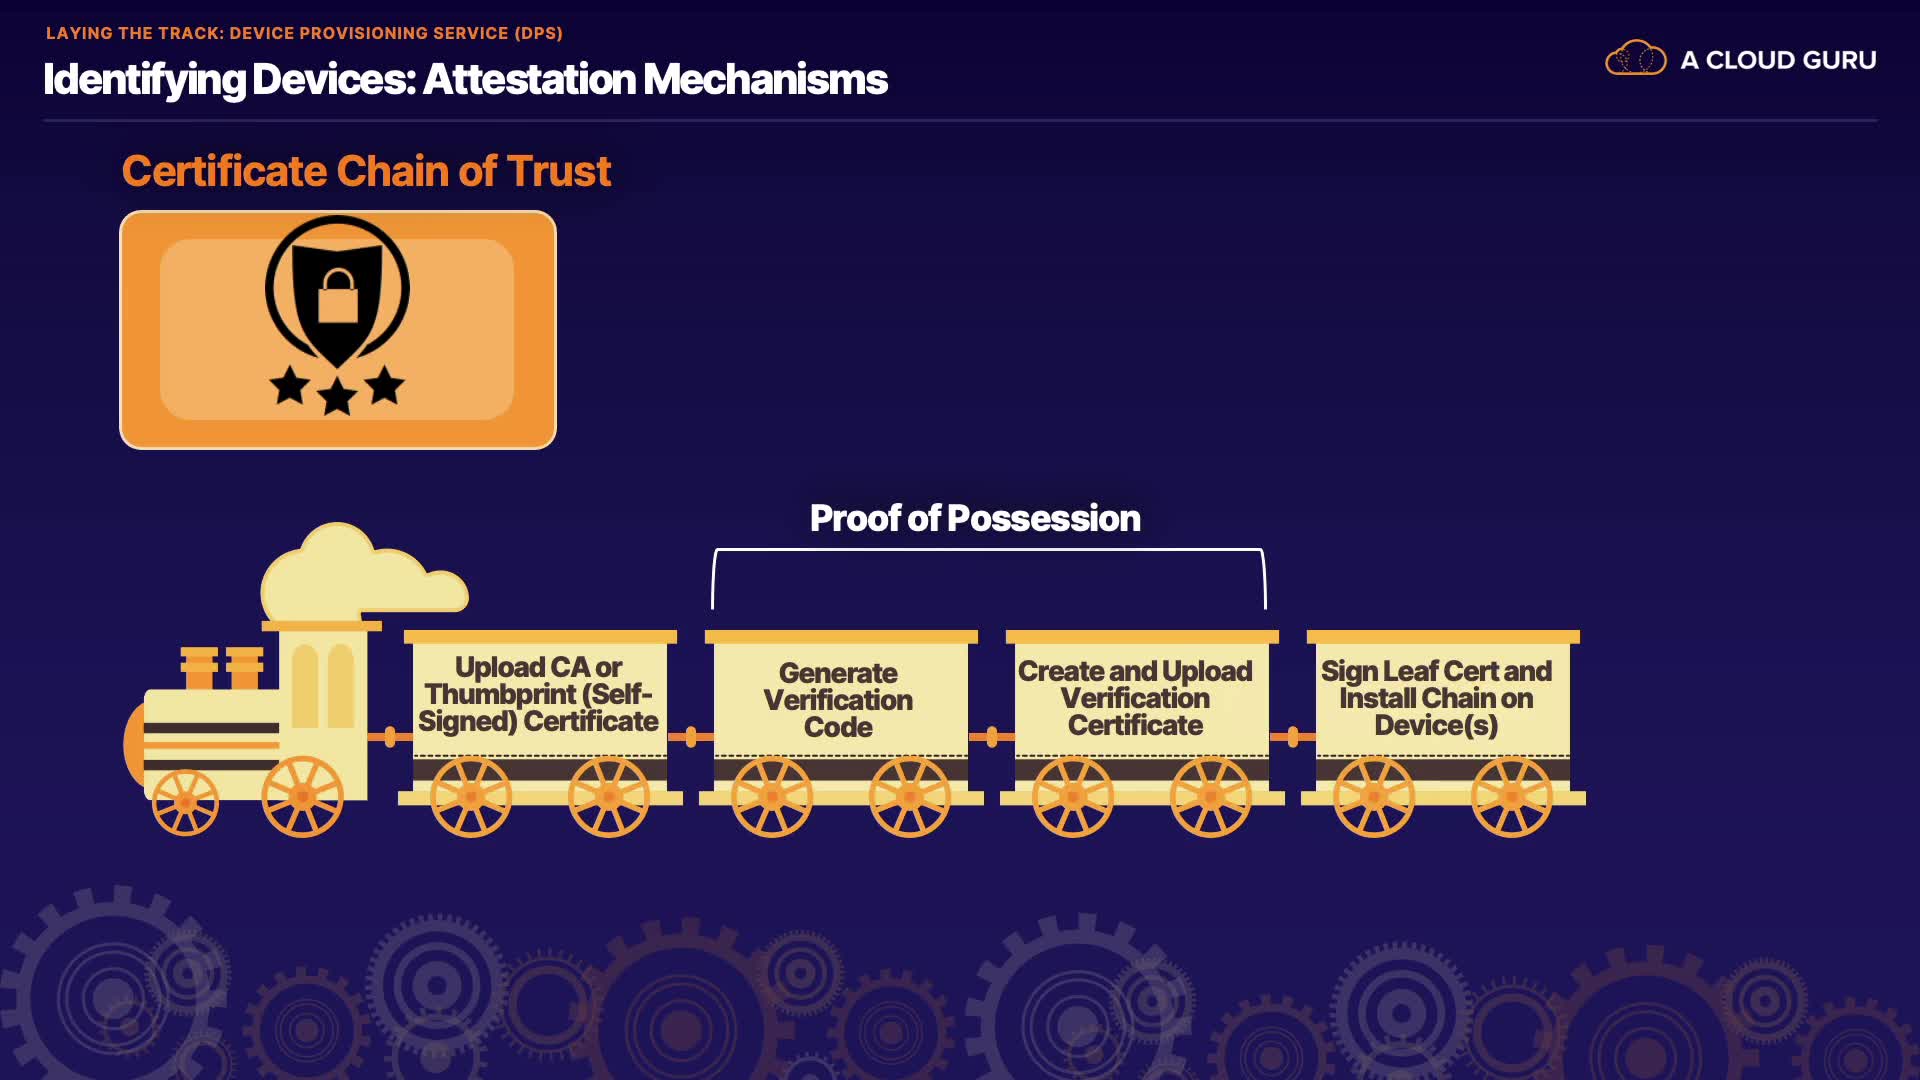 LAYING THE TRACK: DEVICE PROVISIONING SERVICE (DPS)
Identifying Devices: Attestation Mechanisms
A CLOUD GURU
Certificate Chain of Trust
Proof of Possession
Upload CA or
Thumbprint (Self-
Signed) Certificate
Generate
Verification
Code
Create and Upload
Verification
Certificate
Sign Leaf Cert and
Install Chain on
Device(s)